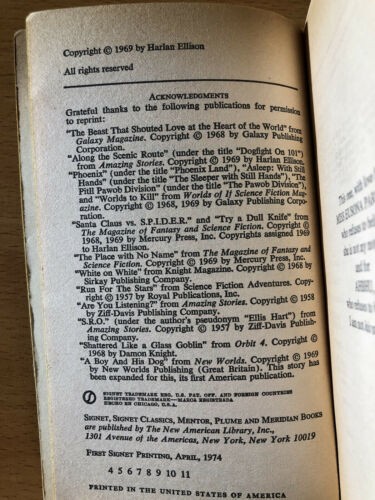 Copyright © 1969 by Harlan Ellison
All rights reserved
ACKNOWLEDGMENTS
Grateful thanks to the following publications for permission
to reprint:
"The Beast That Shouted Love at the Heart of the World" from
Galaxy Magazine. Copyright © 1968 by Galaxy Publishing
Corporation.
"Along the Scenic Route" (under the title "Dogfight On 101")
from Amazing Stories. Copyright © 1969 by Harlan Ellison.
"Phoenix" (under the title "Phoenix Land"), "Asleep: With Still
Hands" (under the title "The Sleeper with Still Hands"), "The
Pitll Pawob Division" (under the title "The Pawob Division"),
and "Worlds to Kill" from Worlds of If Science Fiction Mag-
azine. Copyright © 1968, 1969 by Galaxy Publishing Corpo-
ration.
"Santa Claus vs. S.P.I.D.E.R." and "Try a Dull Knife" from
The Magazine of Fantasy and Science Fiction. Copyright ©
1968, 1969 by Mercury Press, Inc. Copyrights assigned 1969
to Harlan Ellison.
"The Place with No Name" from The Magazine of Fantasy and
Science Fiction. Copyright © 1969 by Mercury Press, Inc.
"White on White" from Knight Magazine. Copyright © 1968 by
Sirkay Publishing Company.
"Run For The Stars" from Science Fiction Adventures. Copy-
right © 1957 by Royal Publications, Inc.
"Are You Listening?" from Amazing Stories. Copyright © 1958
by Ziff-Davis Publishing Company.
"S.R.O." (under the author's pseudonym "Ellis Hart") from
Amazing Stories. Copyright © 1957 by Ziff-Davis Publish-
ing Company.
"Shattered Like a Glass Goblin" from Orbit 4. Copyright ©
1968 by Damon Knight.
"A Boy And His Dog" from New Worlds. Copyright © 1969
by New Worlds Publishing (Great Britain). This story has
been expanded for this, its first American publication.
SIGNET TRADEMARK REG. U.S. PAT. OFF. AND FOREIGN COUNTRIES
REGISTERED TRADEMARK—MARCA REGISTRADA
HECHO EN CHICAGO, U.S.A.
SIGNET, SIGNET CLASSICS, MENTOR, PLUME AND MERIDIAN BOOKS
are published by The New American Library, Inc.,
1301 Avenue of the Americas, New York, New York 10019
FIRST SIGNET PRINTING, APRIL, 1974
4 5 6 7 8 9 10 11
PRINTED IN THE UNITED STATES OF AMERICA